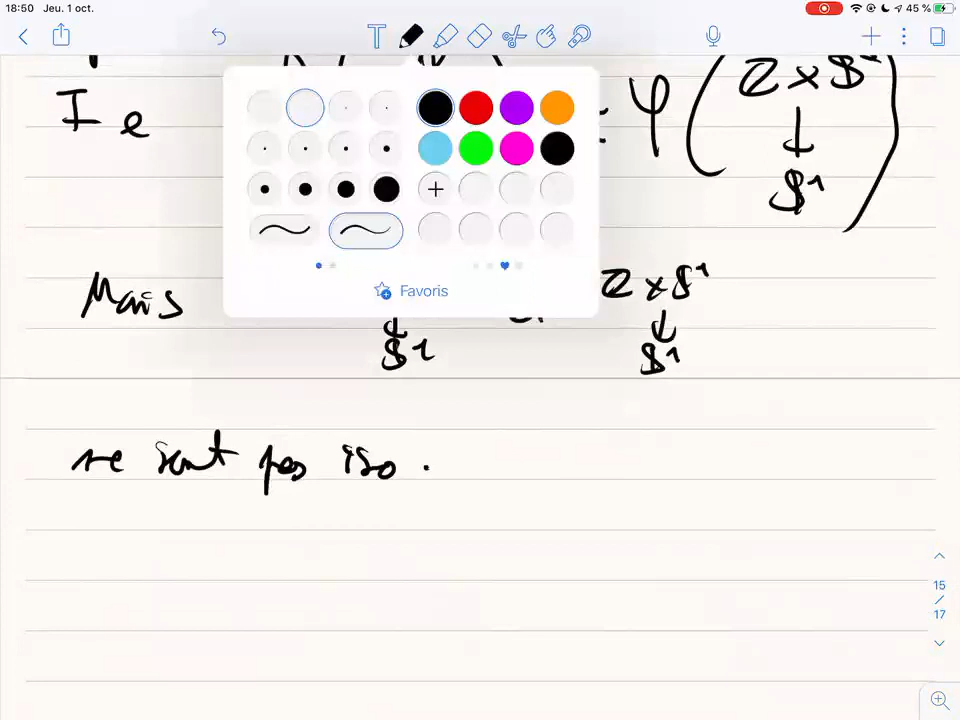 18:50 Jeu. 1 oct. 45 %
Z × S¹
I e = φ ( ↓ )
S¹
Favoris
Mais Z × S¹
↓ ↓
S¹ S¹
ne sont pas iso.
15
/
17